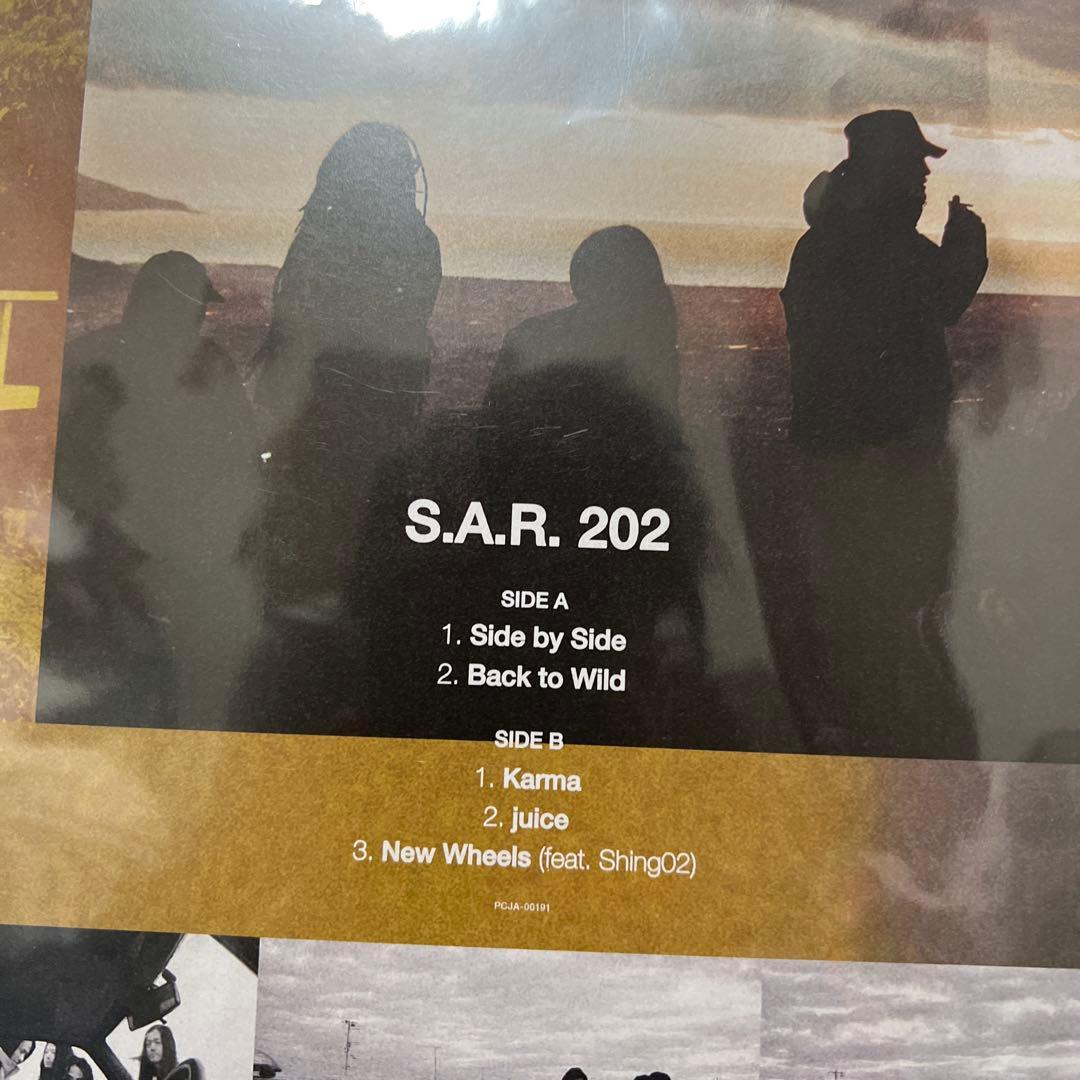 S.A.R. 202
SIDE A
1. Side by Side
2. Back to Wild
SIDE B
1. Karma
2. juice
3. New Wheels (feat. Shing02)
PCJA-00191